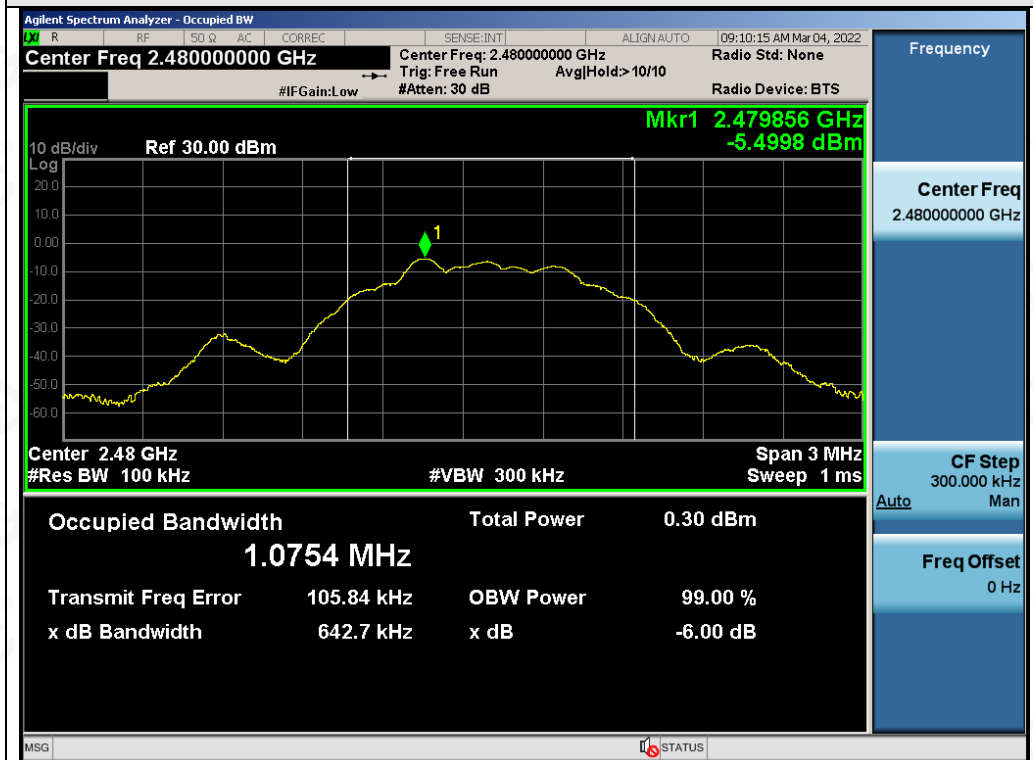 Agilent Spectrum Analyzer - Occupied BW
LXI R RF 50 Ω AC CORREC SENSE:INT ALIGN AUTO 09:10:15 AM Mar 04, 2022
Center Freq 2.480000000 GHz
Center Freq: 2.480000000 GHz
Radio Std: None
Trig: Free Run Avg|Hold:>10/10
#IFGain:Low #Atten: 30 dB Radio Device: BTS
Frequency
Mkr1 2.479856 GHz
-5.4998 dBm
10 dB/div Ref 30.00 dBm
Log
20.0
10.0
0.00
-10.0
-20.0
-30.0
-40.0
-50.0
-60.0
1
Center 2.48 GHz Span 3 MHz
#Res BW 100 kHz #VBW 300 kHz Sweep 1 ms
Center Freq
2.480000000 GHz
CF Step
300.000 kHz
Auto Man
Freq Offset
0 Hz
Occupied Bandwidth Total Power 0.30 dBm
1.0754 MHz
Transmit Freq Error 105.84 kHz OBW Power 99.00 %
x dB Bandwidth 642.7 kHz x dB -6.00 dB
MSG STATUS